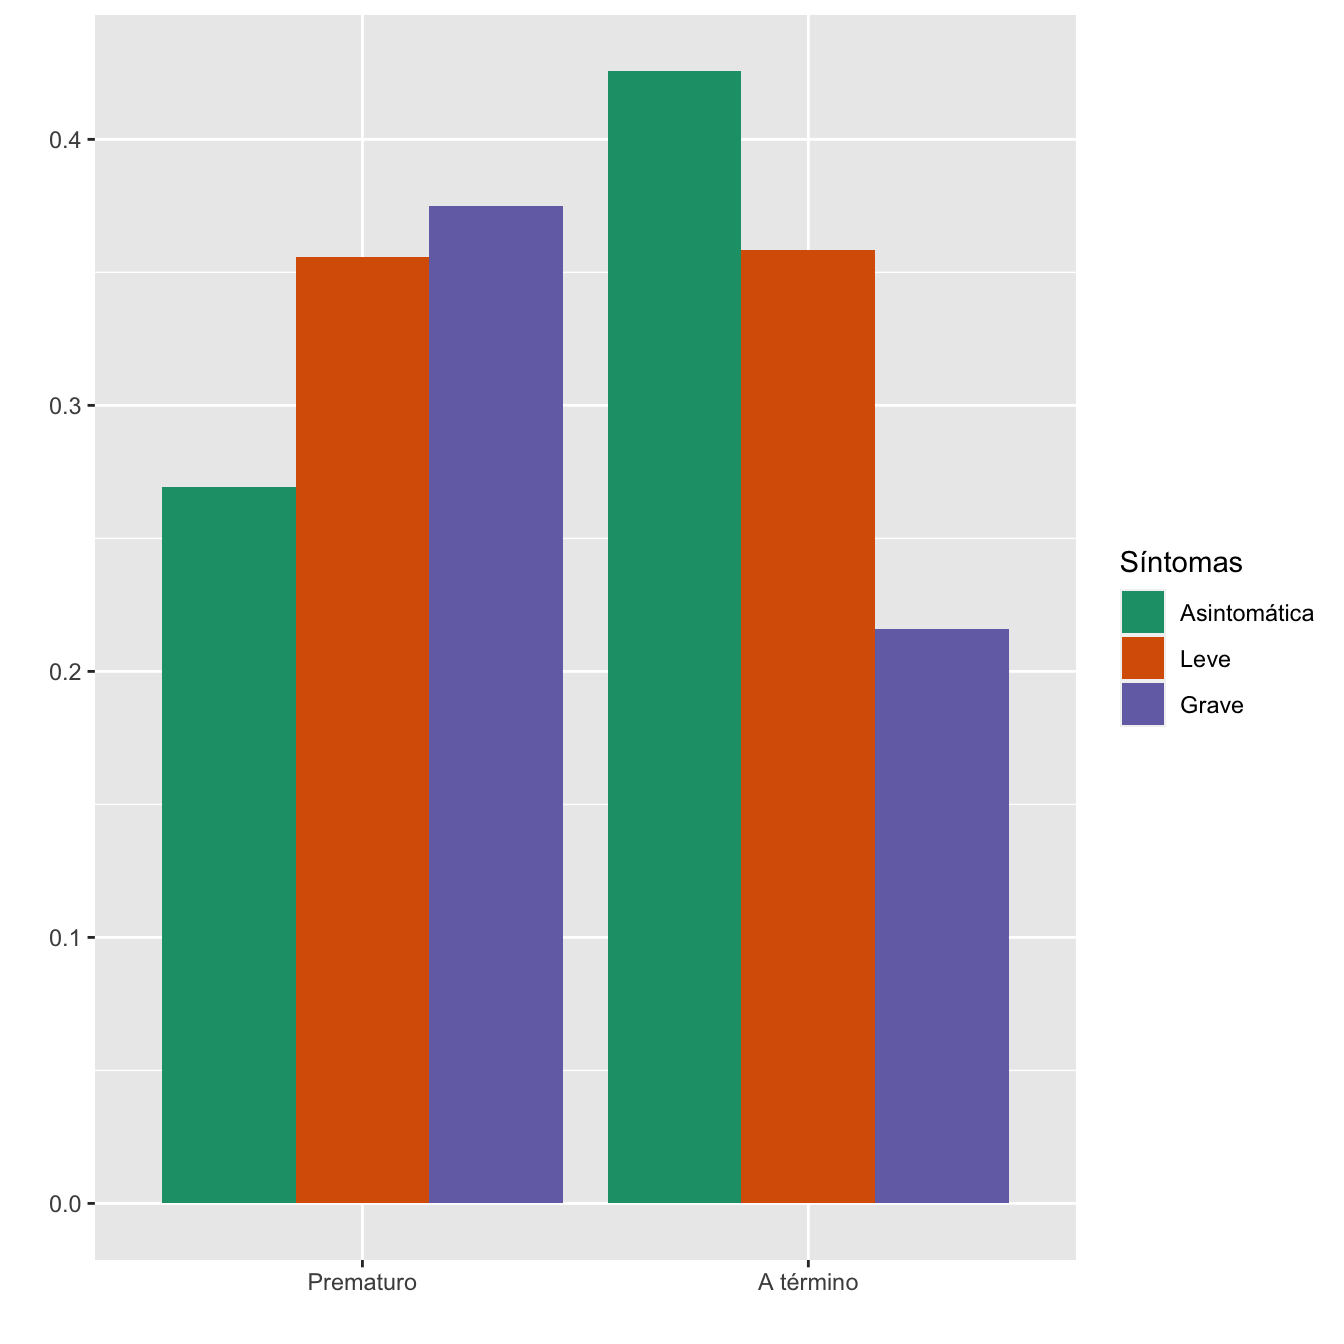 0.4
0.3
0.2
0.1
0.0
Prematuro
A término
Síntomas
Asintomática
Leve
Grave